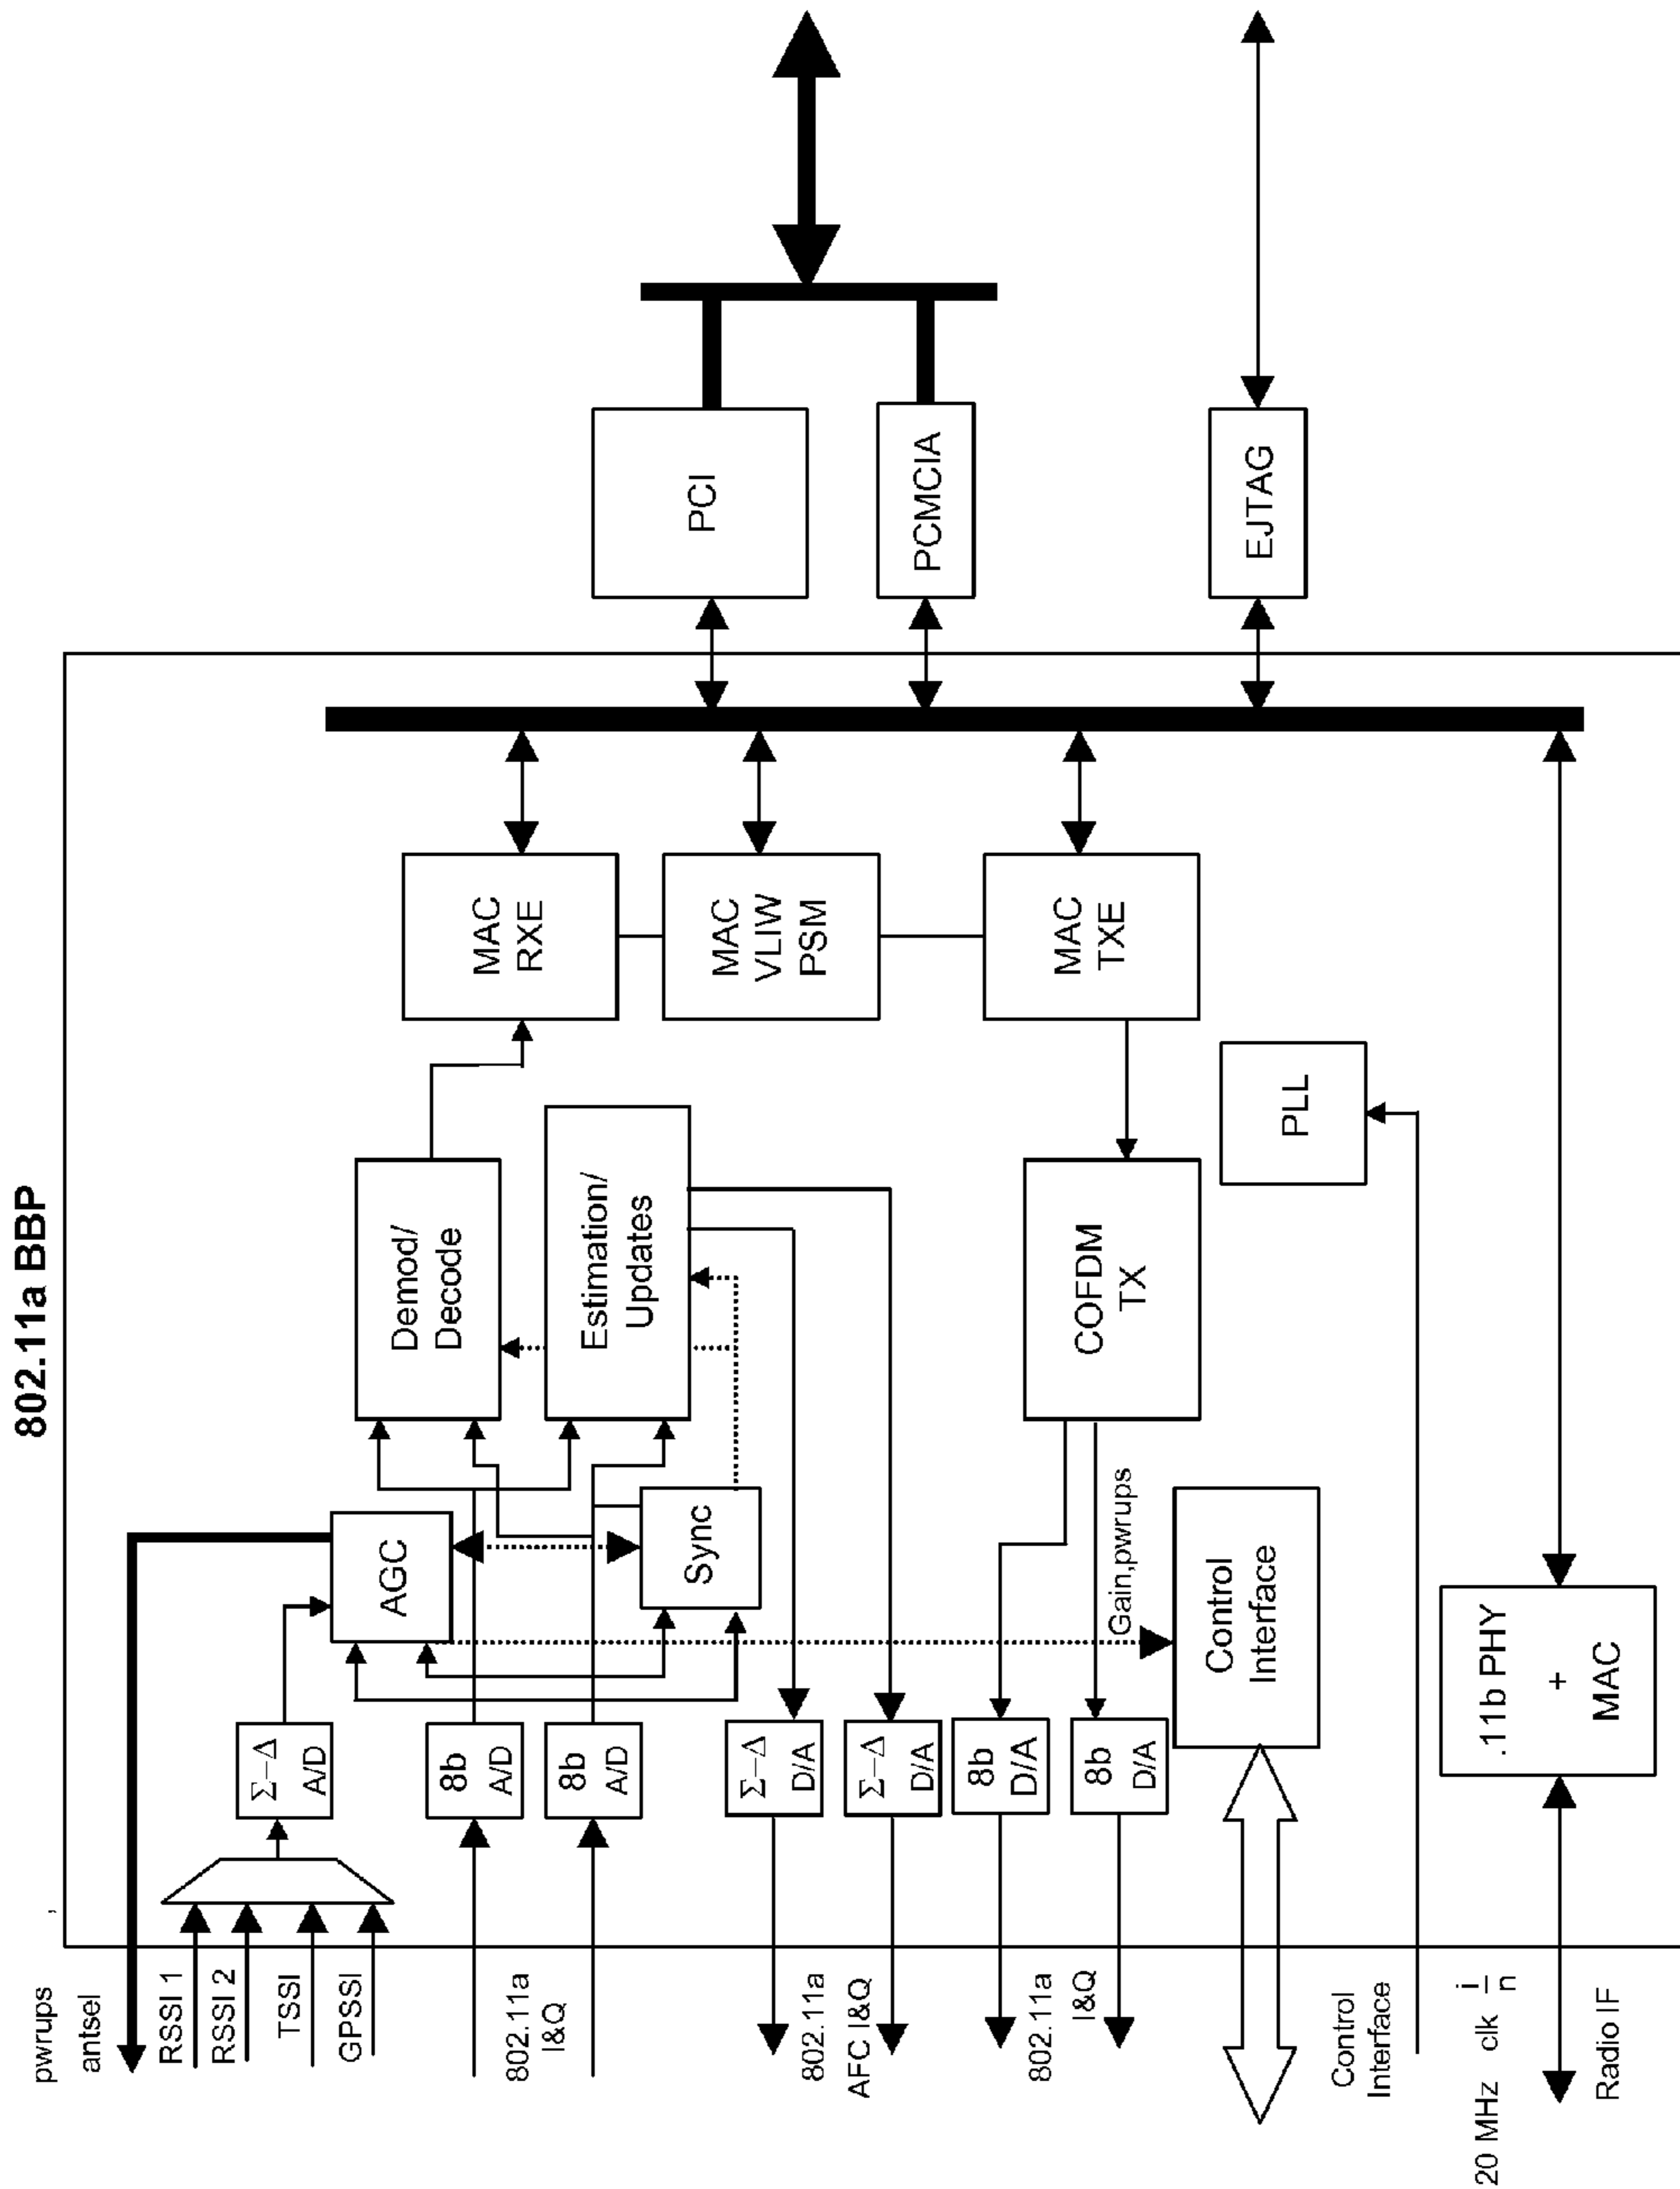 802.11a BBP
pwrups
antsel
RSSI 1
RSSI 2
TSSI
GPSSI
802.11a
I&Q
802.11a
AFC I&Q
802.11a
I&Q
Control
Interface
20 MHz clk in
Radio IF
Σ–Δ
A/D
8b
A/D
8b
A/D
Σ–Δ
D/A
Σ–Δ
D/A
8b
D/A
8b
D/A
AGC
Sync
Gain,pwrups
Control
Interface
.11b PHY
+
MAC
Demod/
Decode
Estimation/
Updates
COFDM
TX
PLL
MAC
RXE
MAC
VLIW
PSM
MAC
TXE
PCI
PCMCIA
EJTAG